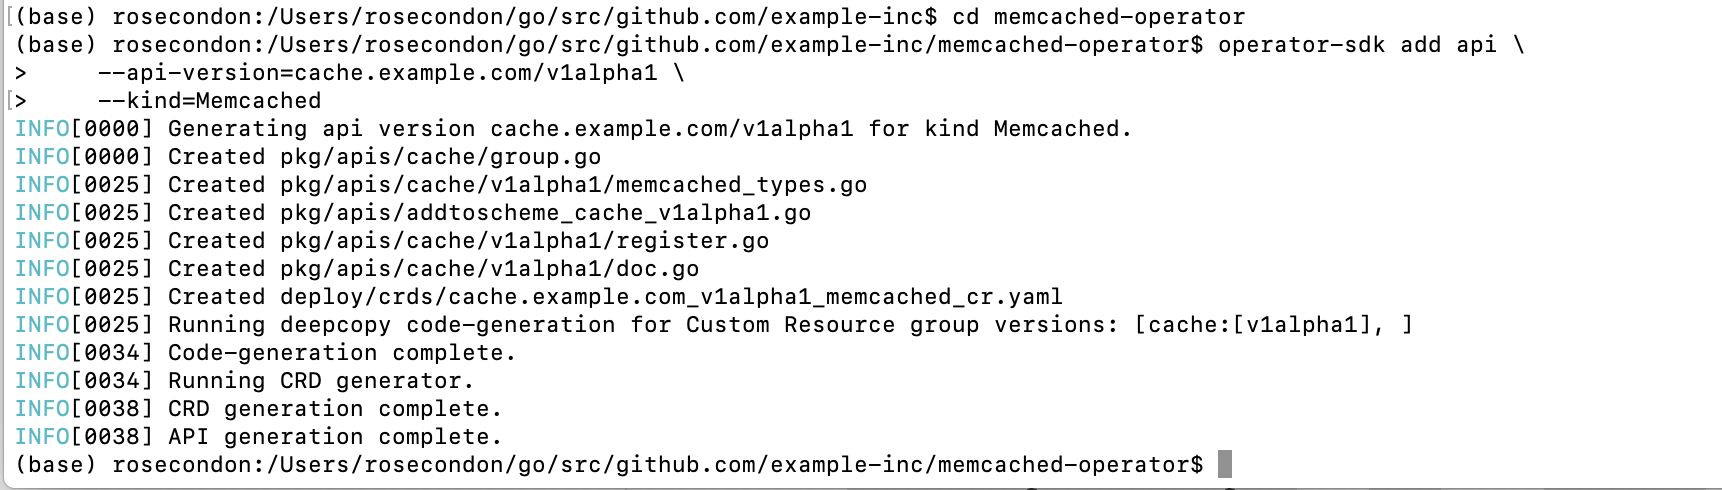 [(base) rosecondon:/Users/rosecondon/go/src/github.com/example-inc$ cd memcached-operator
(base) rosecondon:/Users/rosecondon/go/src/github.com/example-inc/memcached-operator$ operator-sdk add api \
>     --api-version=cache.example.com/v1alpha1 \
[>     --kind=Memcached
INFO[0000] Generating api version cache.example.com/v1alpha1 for kind Memcached.
INFO[0000] Created pkg/apis/cache/group.go
INFO[0025] Created pkg/apis/cache/v1alpha1/memcached_types.go
INFO[0025] Created pkg/apis/addtoscheme_cache_v1alpha1.go
INFO[0025] Created pkg/apis/cache/v1alpha1/register.go
INFO[0025] Created pkg/apis/cache/v1alpha1/doc.go
INFO[0025] Created deploy/crds/cache.example.com_v1alpha1_memcached_cr.yaml
INFO[0025] Running deepcopy code-generation for Custom Resource group versions: [cache:[v1alpha1], ]
INFO[0034] Code-generation complete.
INFO[0034] Running CRD generator.
INFO[0038] CRD generation complete.
INFO[0038] API generation complete.
(base) rosecondon:/Users/rosecondon/go/src/github.com/example-inc/memcached-operator$